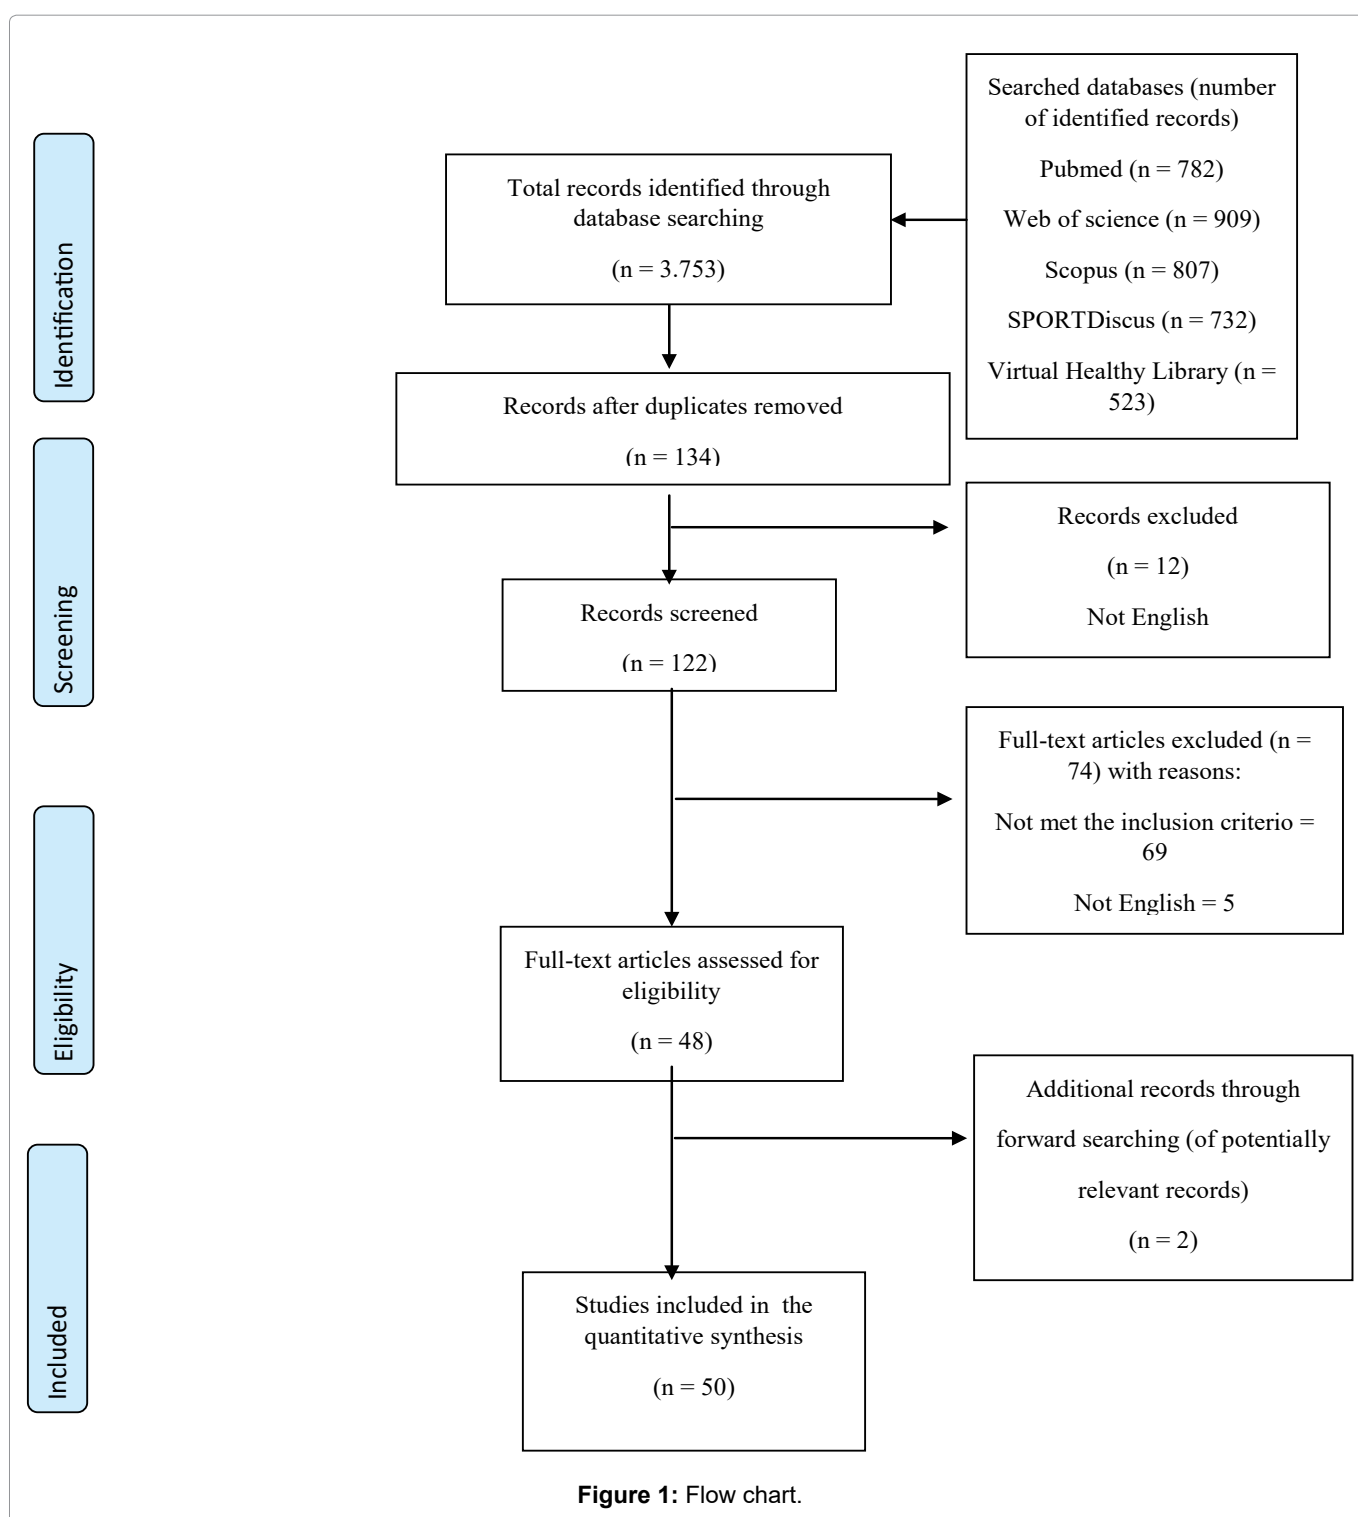 Identification
Screening
Eligibility
Included
Searched databases (number
of identified records)
Pubmed (n = 782)
Web of science (n = 909)
Scopus (n = 807)
SPORTDiscus (n = 732)
Virtual Healthy Library (n =
523)
Total records identified through
database searching
(n = 3.753)
Records after duplicates removed
(n = 134)
Records excluded
(n = 12)
Not English
Records screened
(n = 122)
Full-text articles excluded (n =
74) with reasons:
Not met the inclusion criterio =
69
Not English = 5
Full-text articles assessed for
eligibility
(n = 48)
Additional records through
forward searching (of potentially
relevant records)
(n = 2)
Studies included in  the
quantitative synthesis
(n = 50)
Figure 1: Flow chart.